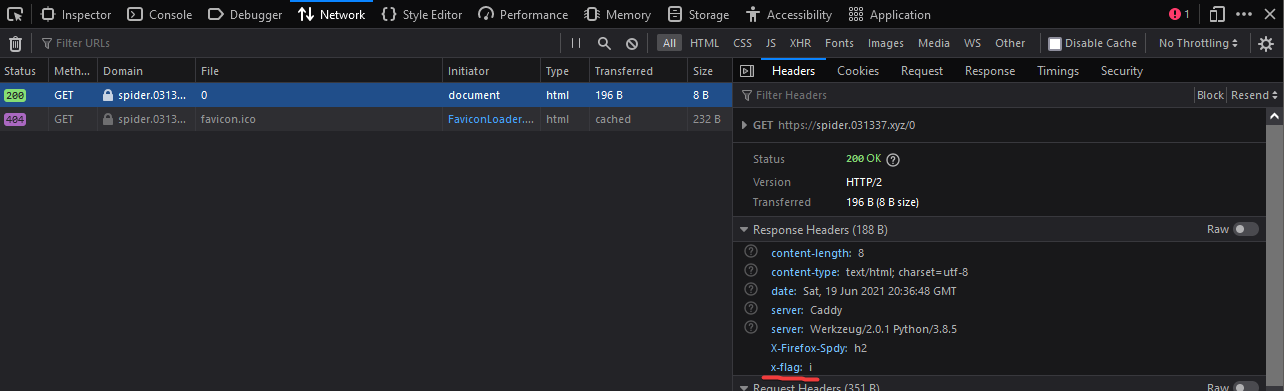 Inspector Console Debugger Network Style Editor Performance Memory Storage Accessibility Application 1
Filter URLs All HTML CSS JS XHR Fonts Images Media WS Other Disable Cache No Throttling
Status Meth... Domain File Initiator Type Transferred Size
200 GET spider.0313... 0 document html 196 B 8 B
404 GET spider.0313... favicon.ico FaviconLoader.... html cached 232 B
Headers Cookies Request Response Timings Security
Filter Headers Block Resend
GET https://spider.031337.xyz/0
Status 200 OK
Version HTTP/2
Transferred 196 B (8 B size)
Response Headers (188 B) Raw
content-length: 8
content-type: text/html; charset=utf-8
date: Sat, 19 Jun 2021 20:36:48 GMT
server: Caddy
server: Werkzeug/2.0.1 Python/3.8.5
X-Firefox-Spdy: h2
x-flag: i
Request Headers (351 B) Raw